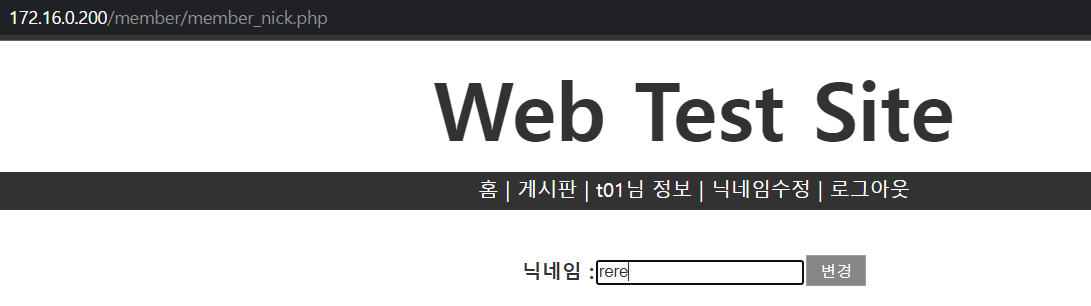 172.16.0.200/member/member_nick.php
Web Test Site
홈 | 게시판 | t01님 정보 | 닉네임수정 | 로그아웃
닉네임 : rere 변경